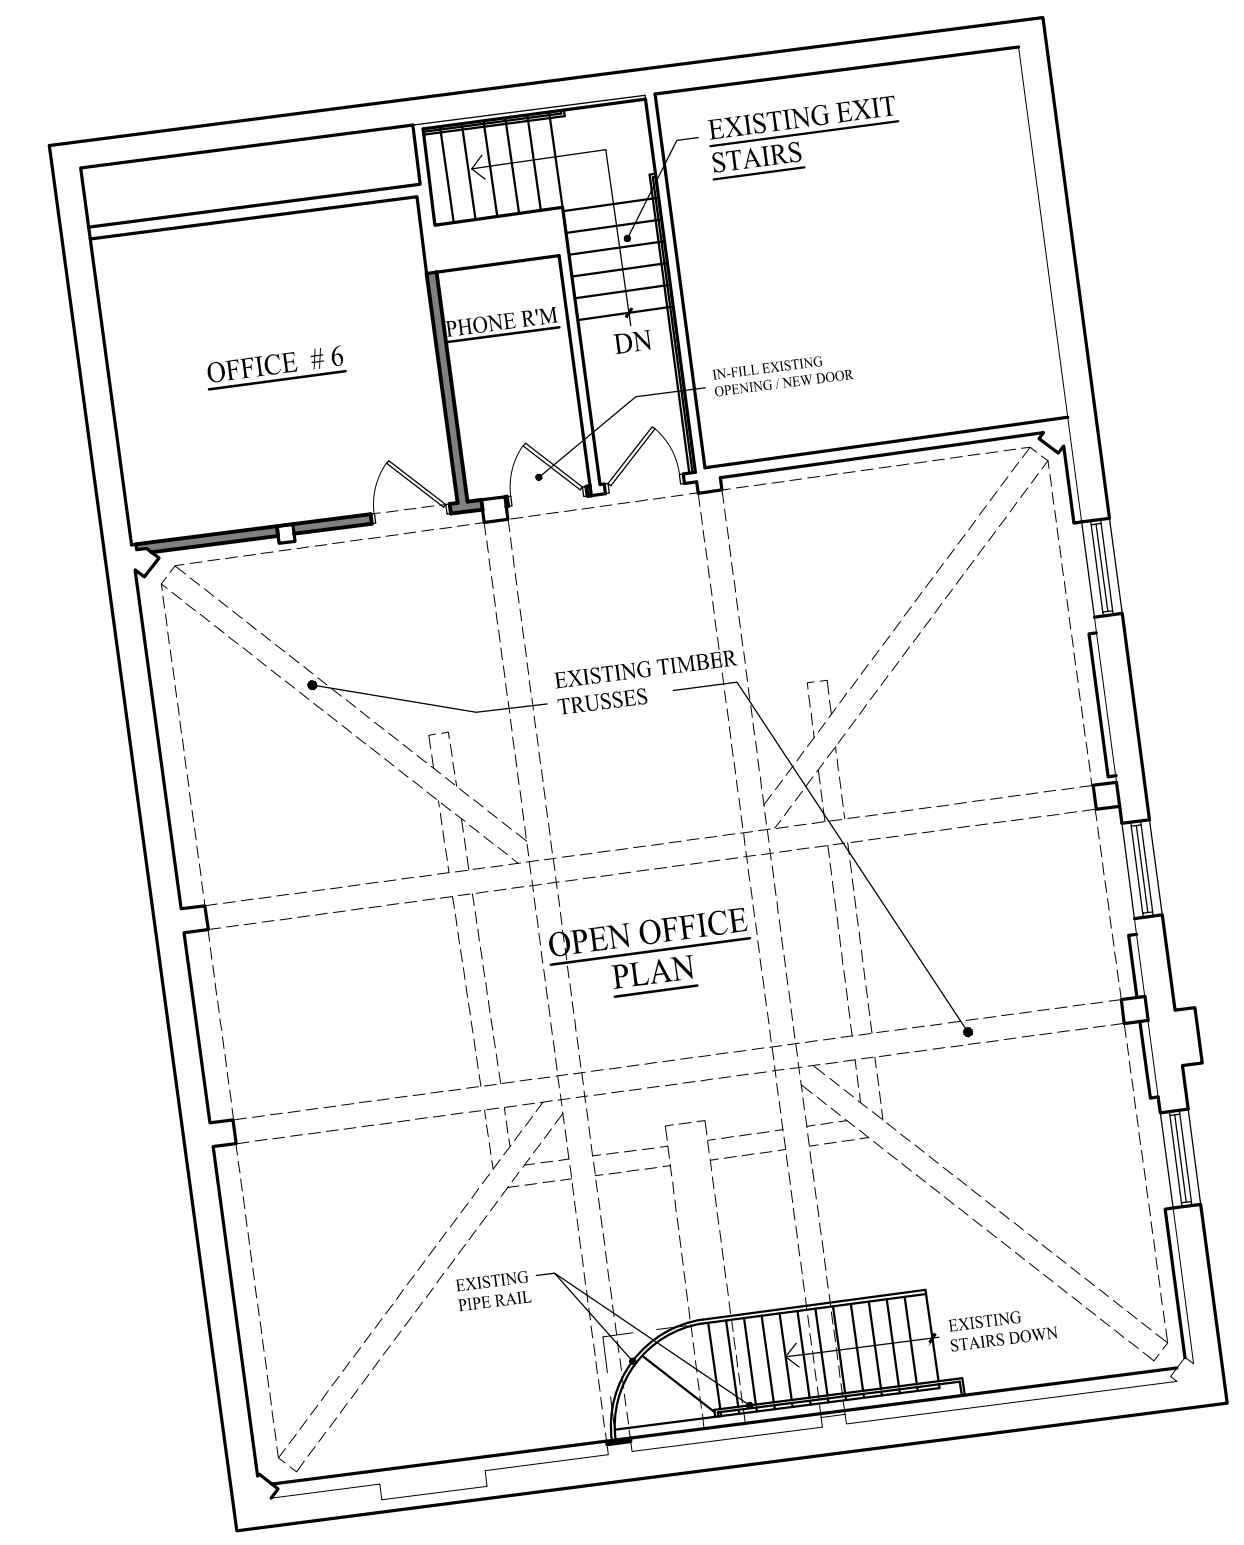 EXISTING EXIT
STAIRS
PHONE R'M
DN
OFFICE # 6
IN-FILL EXISTING
OPENING / NEW DOOR
EXISTING TIMBER
TRUSSES
OPEN OFFICE
PLAN
EXISTING
PIPE RAIL
EXISTING
STAIRS DOWN